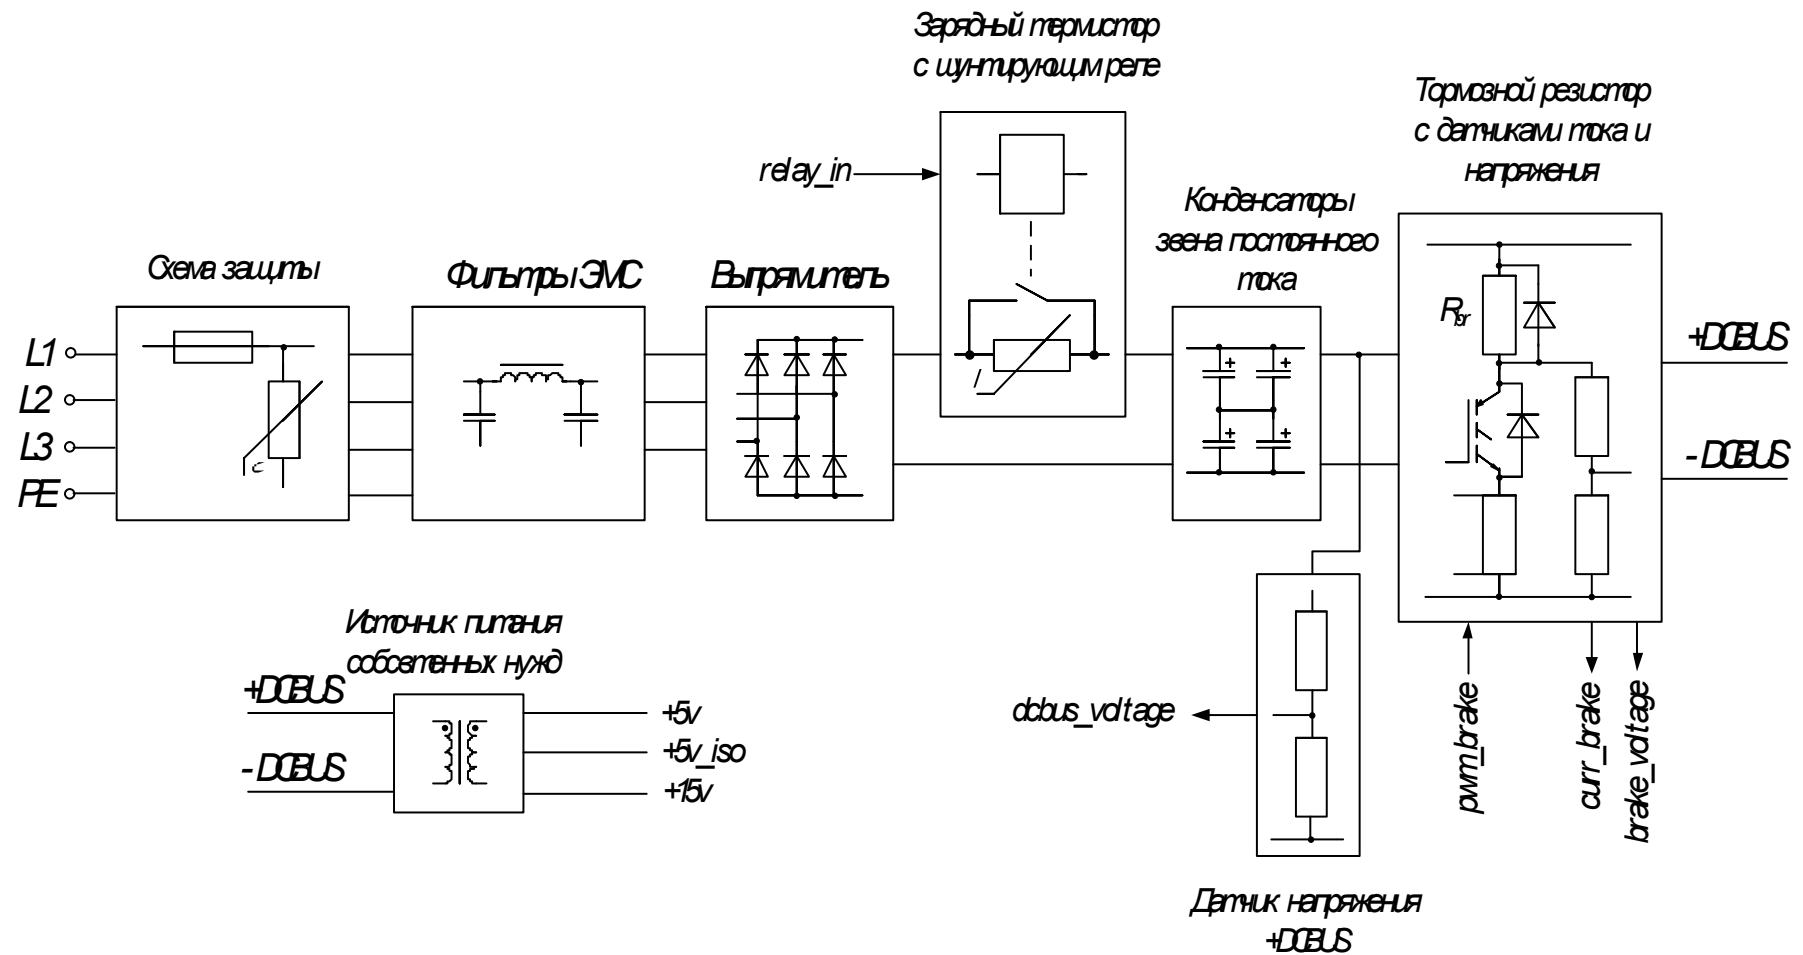 Зарядный термистор
с шунтирующим реле
Тормозной резистор
с датчиками тока и
напряжения
relay_in
Конденсаторы
звена постоянного
тока
Схема защиты
Фильтры ЭМС
Выпрямитель
Rbr
L1
L2
L3
PE
+DCBUS
- DCBUS
Источник питания
собсвтенных нужд
+DCBUS
- DCBUS
+5v
+5v_iso
+15v
dcbus_voltage
pwm_brake
curr_brake
brake_voltage
Датчик напряжения
+DCBUS